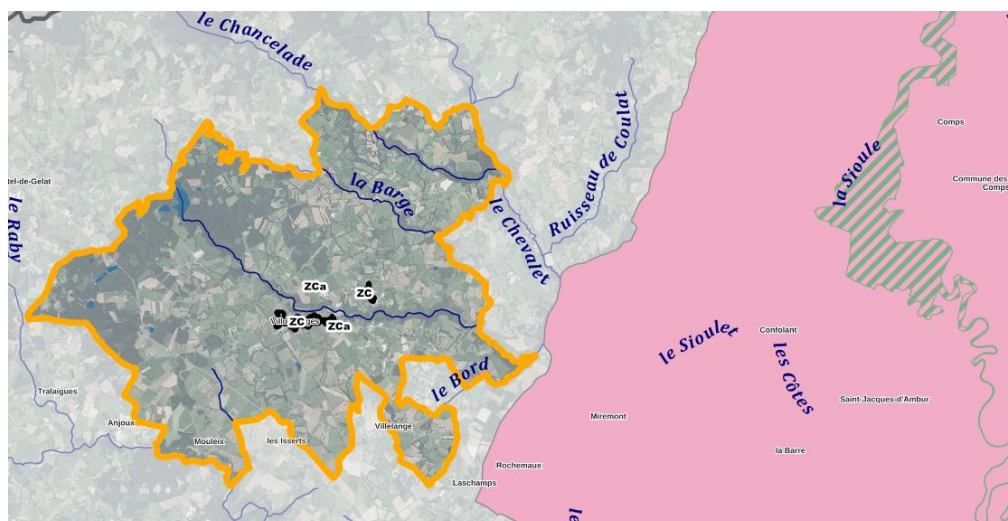 le Chancelade
Comps
la Sioule
Commune des
Comps
tel-de-Gelat
le Raby
la Barge
le Chevalet
Ruisseau de Coulat
ZCa
ZC
ZC
ZCa
le Sioulet
Confolant
les Côtes
le Bord
Tralaigues
Anjoux
Mouleix
les Isserts
Villelange
Miremont
Saint-Jacques-d'Ambur
la Barre
Rochemaux
Laschamps
le